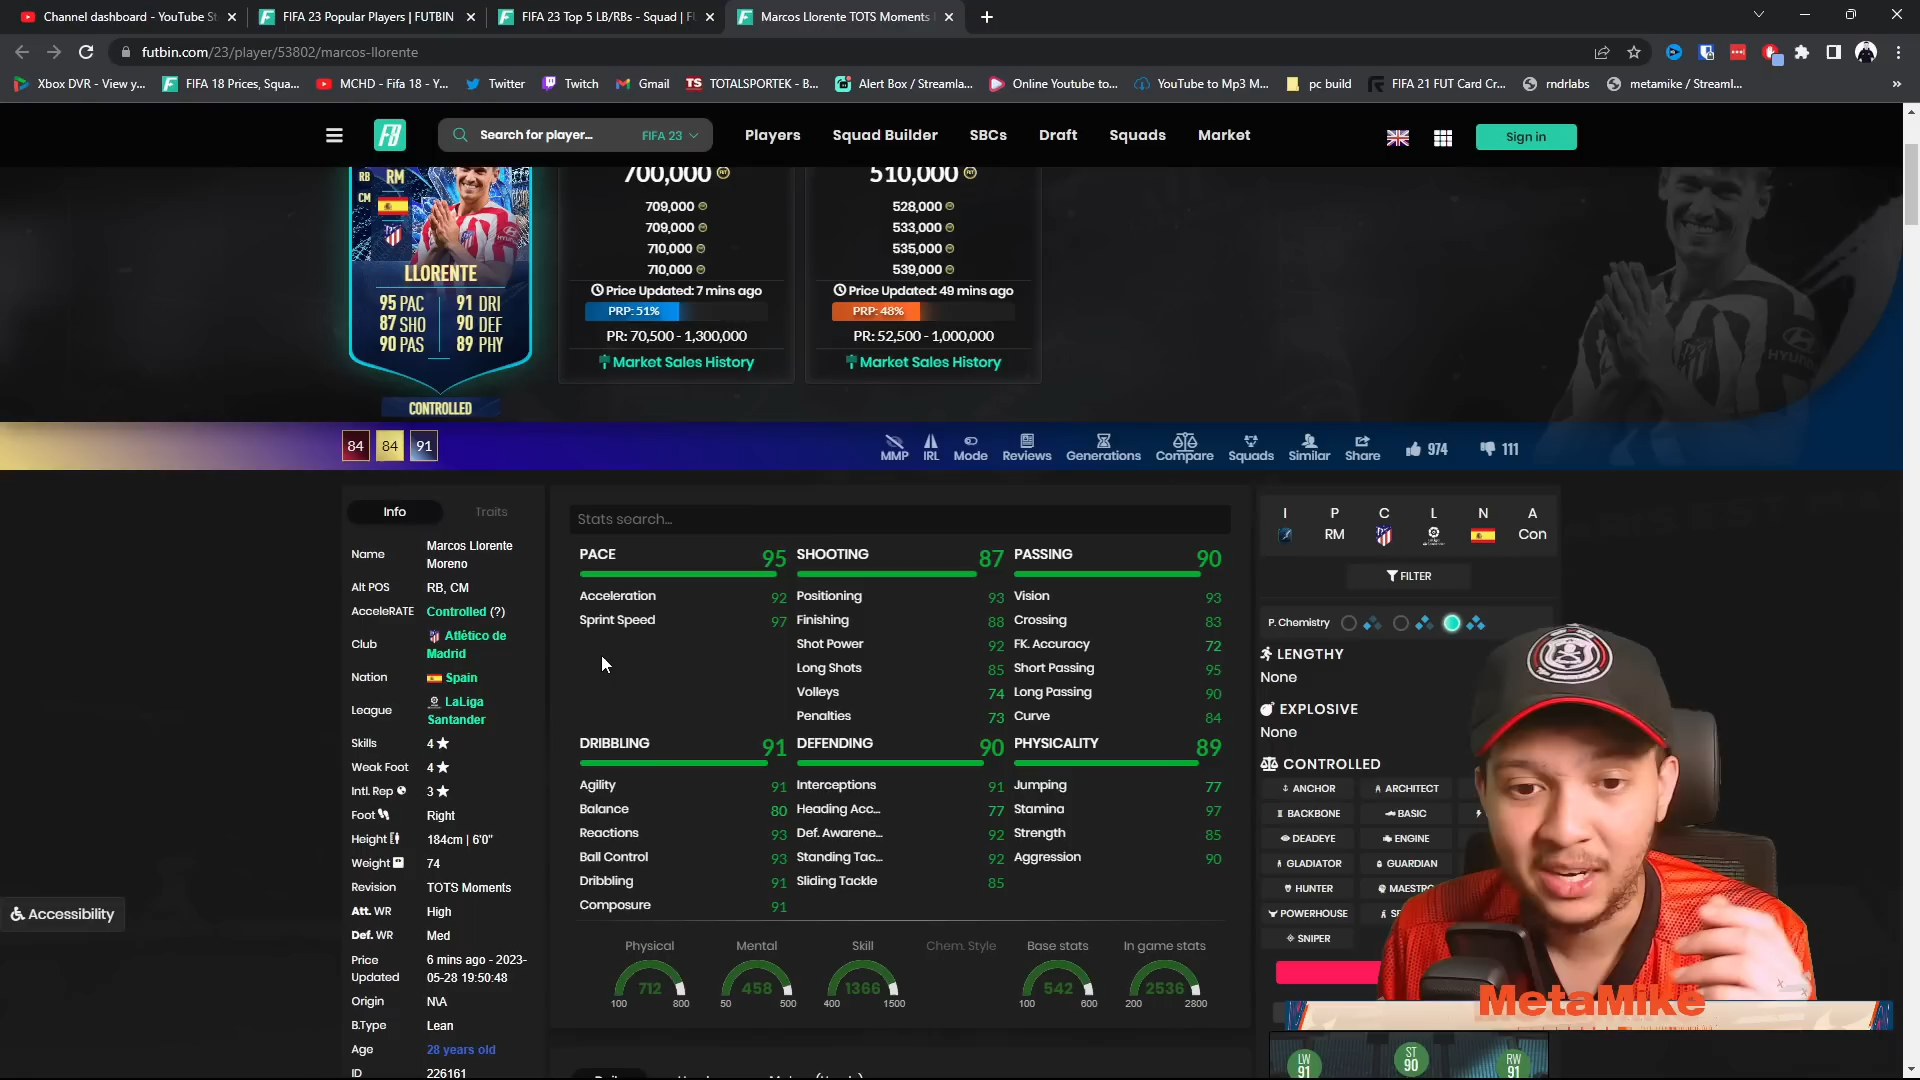 Channel dashboard - YouTube St
FIFA 23 Popular Players | FUTBIN
FIFA 23 Top 5 LB/RBs - Squad | FU
Marcos Llorente TOTS Moments
futbin.com/23/player/53802/marcos-llorente
Xbox DVR - View y...
FIFA 18 Prices, Squa...
MCHD - Fifa 18 - Y...
Twitter
Twitch
Gmail
TS TOTALSPORTEK - B...
Alert Box / Streamla...
Online Youtube to...
YouTube to Mp3 M...
pc build
FIFA 21 FUT Card Cr...
rndrlabs
metamike / Streaml...
Search for player... FIFA 23
Players Squad Builder SBCs Draft Squads Market
Sign in
RB
CM
RM
LLORENTE
95 PAC 91 DRI
87 SHO 90 DEF
90 PAS 89 PHY
CONTROLLED
700,000
709,000
709,000
710,000
710,000
Price Updated: 7 mins ago
PRP: 51%
PR: 70,500 - 1,300,000
Market Sales History
510,000
528,000
533,000
535,000
539,000
Price Updated: 49 mins ago
PRP: 48%
PR: 52,500 - 1,000,000
Market Sales History
HYUNDAI
84 84 91
MMP IRL Mode Reviews Generations Compare Squads Similar Share 974 111
Info Traits
Name Marcos Llorente Moreno
Alt POS RB, CM
AcceleRATE Controlled (?)
Club Atlético de Madrid
Nation Spain
League LaLiga Santander
Skills 4
Weak Foot 4
Intl. Rep 3
Foot Right
Height 184cm | 6'0"
Weight 74
Revision TOTS Moments
Att. WR High
Def. WR Med
Price Updated 6 mins ago - 2023-05-28 19:50:48
Origin N\A
B.Type Lean
Age 28 years old
ID 226161
Accessibility
Stats search...
PACE 95
Acceleration 92
Sprint Speed 97
SHOOTING 87
Positioning 93
Finishing 88
Shot Power 92
Long Shots 85
Volleys 74
Penalties 73
PASSING 90
Vision 93
Crossing 83
FK. Accuracy 72
Short Passing 95
Long Passing 90
Curve 84
DRIBBLING 91
Agility 91
Balance 80
Reactions 93
Ball Control 93
Dribbling 91
Composure 91
DEFENDING 90
Interceptions 91
Heading Acc... 77
Def. Awarene... 92
Standing Tac... 92
Sliding Tackle 85
PHYSICALITY 89
Jumping 77
Stamina 97
Strength 85
Aggression 90
Physical Mental Skill Chem. Style Base stats In game stats
712 458 1366 542 2536
100 800 50 500 400 1500 100 600 200 2800
I P C L N A
RM Con
FILTER
P. Chemistry
LENGTHY
None
EXPLOSIVE
None
CONTROLLED
ANCHOR ARCHITECT
BACKBONE BASIC
DEADEYE ENGINE
GLADIATOR GUARDIAN
HUNTER MAESTRO
POWERHOUSE
SNIPER
MetaMike
LW 91
ST 90
RW 91